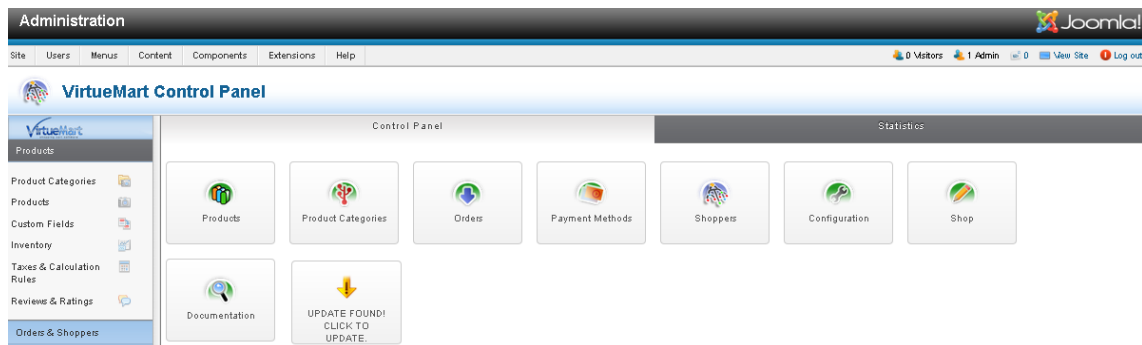 Administration
Joomla!
Site Users Menus Content Components Extensions Help
0 Visitors 1 Admin 0 View Site Log out
VirtueMart Control Panel
VirtueMart
Control Panel
Statistics
Products
Product Categories
Products
Custom Fields
Inventory
Taxes & Calculation
Rules
Reviews & Ratings
Orders & Shoppers
Products
Product Categories
Orders
Payment Methods
Shoppers
Configuration
Shop
Documentation
UPDATE FOUND!
CLICK TO
UPDATE.